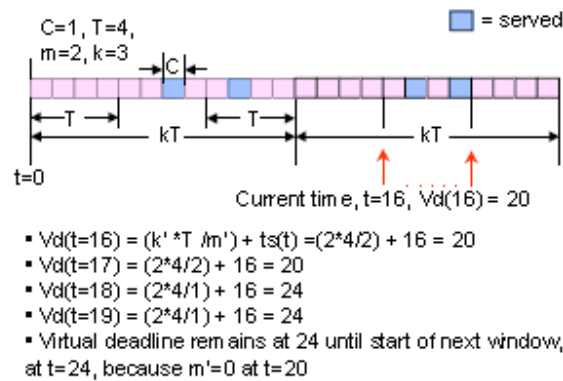 C=1, T=4,
m=2, k=3
= served
C
T
T
kT
kT
t=0
Current time, t=16, Vd(16) = 20
▪ Vd(t=16) = (k' *T /m') + ts(t) =(2*4/2) + 16 = 20
▪ Vd(t=17) = (2*4/2) + 16 = 20
▪ Vd(t=18) = (2*4/1) + 16 = 24
▪ Vd(t=19) = (2*4/1) + 16 = 24
▪ Virtual deadline remains at 24 until start of next window,
at t=24, because m'=0 at t=20